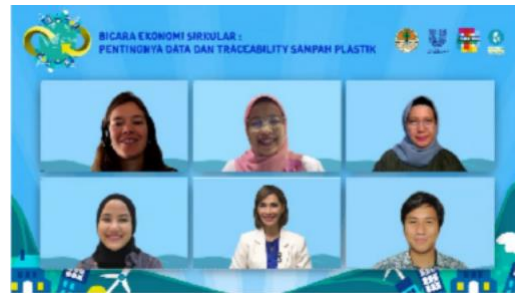 BICARA EKONOMI SIRKULAR :
PENTINGNYA DATA DAN TRACEABILITY SAMPAH PLASTIK